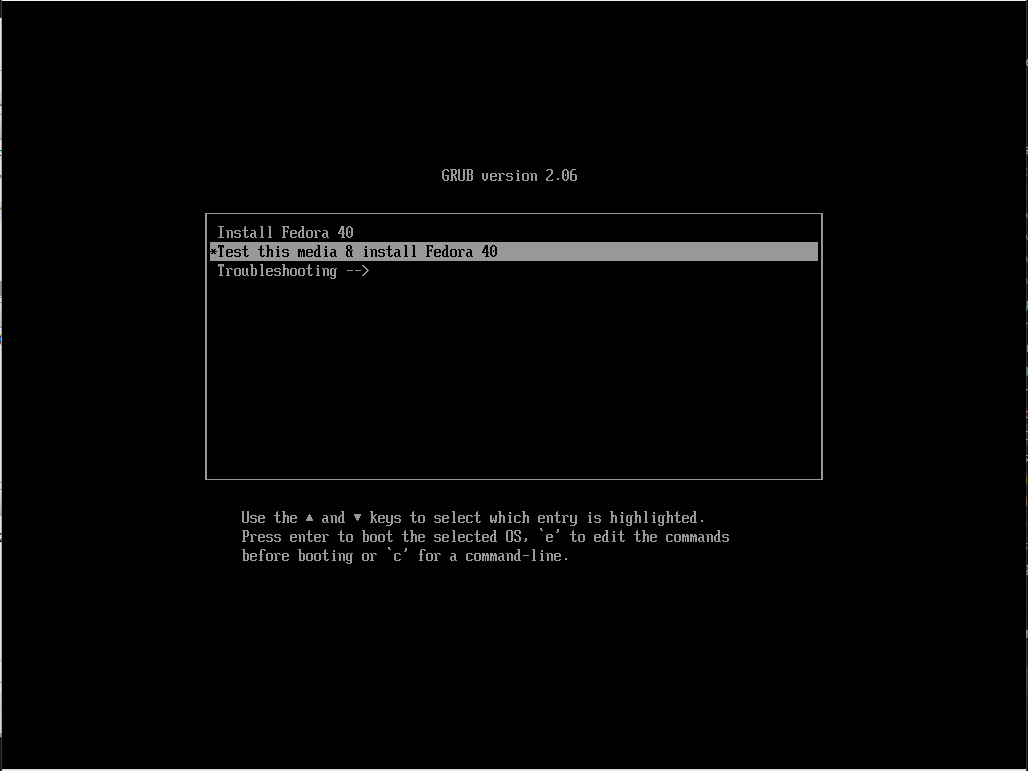 GRUB version 2.06
Install Fedora 40
*Test this media & install Fedora 40
Troubleshooting -->
Use the ▲ and ▼ keys to select which entry is highlighted.
Press enter to boot the selected OS, `e' to edit the commands
before booting or `c' for a command-line.